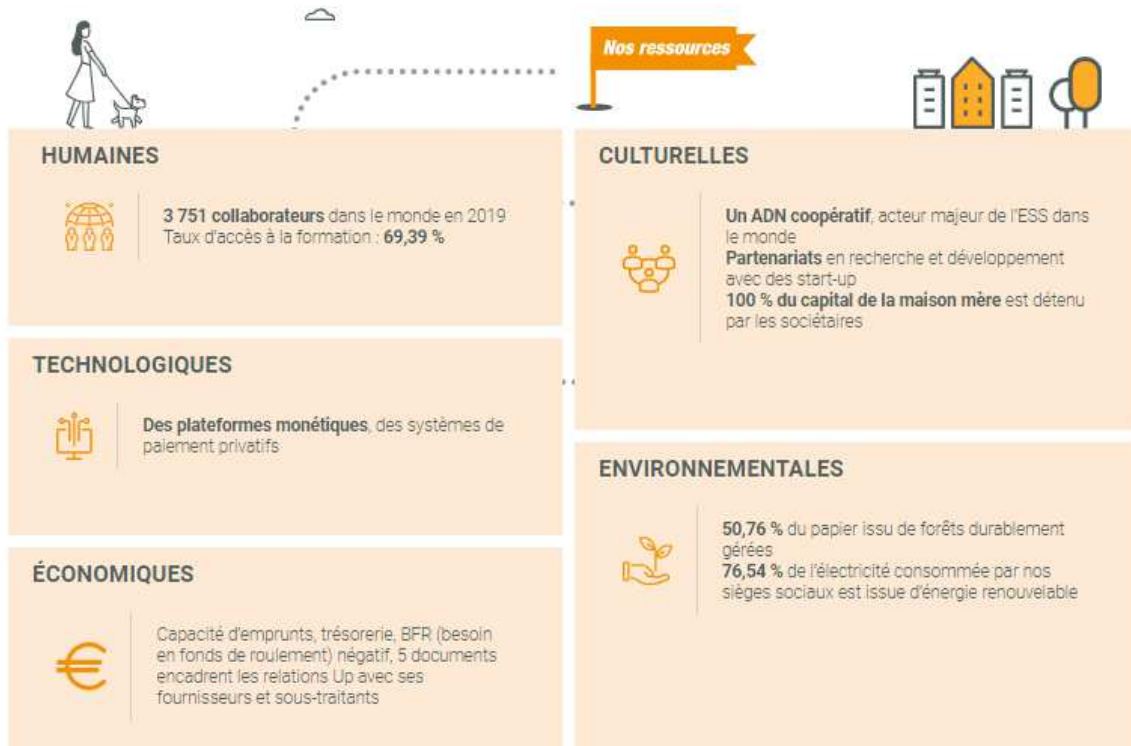 Nos ressources
HUMAINES
3 751 collaborateurs dans le monde en 2019
Taux d'accès à la formation : 69,39 %
TECHNOLOGIQUES
Des plateformes monétiques, des systèmes de
paiement privatifs
ÉCONOMIQUES
Capacité d'emprunts, trésorerie, BFR (besoin
en fonds de roulement) négatif, 5 documents
encadrent les relations Up avec ses
fournisseurs et sous-traitants
CULTURELLES
Un ADN coopératif, acteur majeur de l'ESS dans
le monde
Partenariats en recherche et développement
avec des start-up
100 % du capital de la maison mère est détenu
par les sociétaires
ENVIRONNEMENTALES
50,76 % du papier issu de forêts durablement
gérées
76,54 % de l'électricité consommée par nos
sièges sociaux est issue d'énergie renouvelable